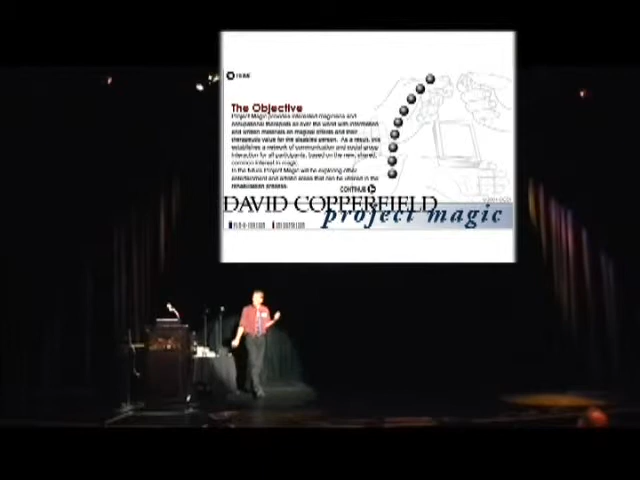 HOME
The Objective
Project Magic provides interested magicians and
occupational therapists all over the world with information
and written materials on magical effects and their
therapeutic value for the disabled person. As a result, this
establishes a network of communication and social group
interaction for all participants, based on the new, shared,
common interest in magic.
In the future Project Magic will be exploring other
entertainment and artistic areas that can be utilized in the
rehabilitation process.
CONTINUE
DAVID COPPERFIELD
project magic